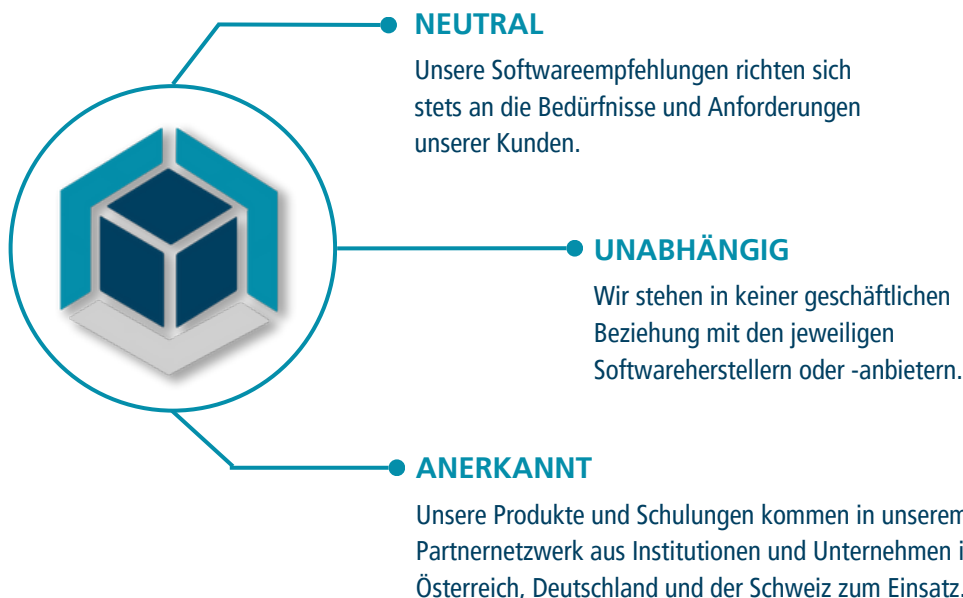 NEUTRAL
Unsere Softwareempfehlungen richten sich
stets an die Bedürfnisse und Anforderungen
unserer Kunden.
UNABHÄNGIG
Wir stehen in keiner geschäftlichen
Beziehung mit den jeweiligen
Softwareherstellern oder -anbietern.
ANERKANNT
Unsere Produkte und Schulungen kommen in unserem
Partnernetzwerk aus Institutionen und Unternehmen
Österreich, Deutschland und der Schweiz zum Einsatz.